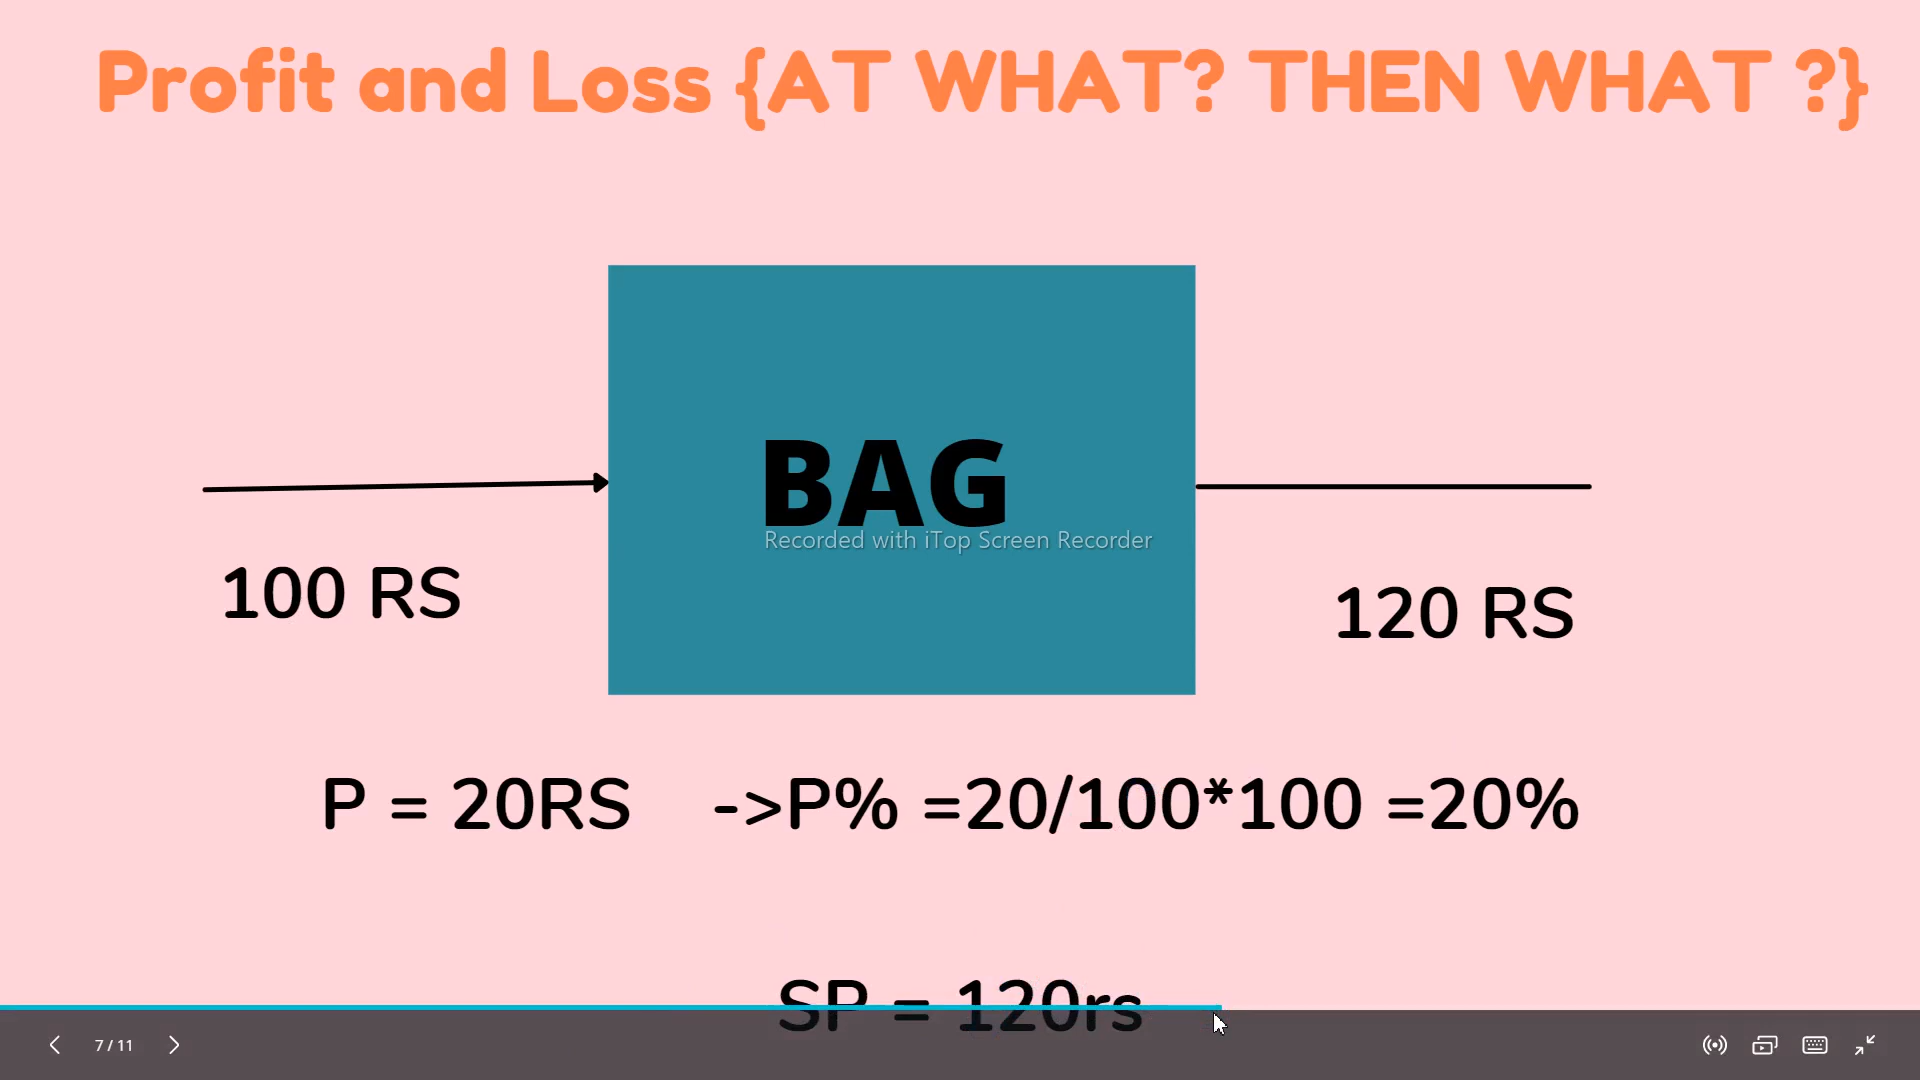 Profit and Loss {AT WHAT? THEN WHAT ?}
BAG
Recorded with iTop Screen Recorder
100 RS
120 RS
P = 20RS ->P% =20/100*100 =20%
SP = 120rs
7 / 11